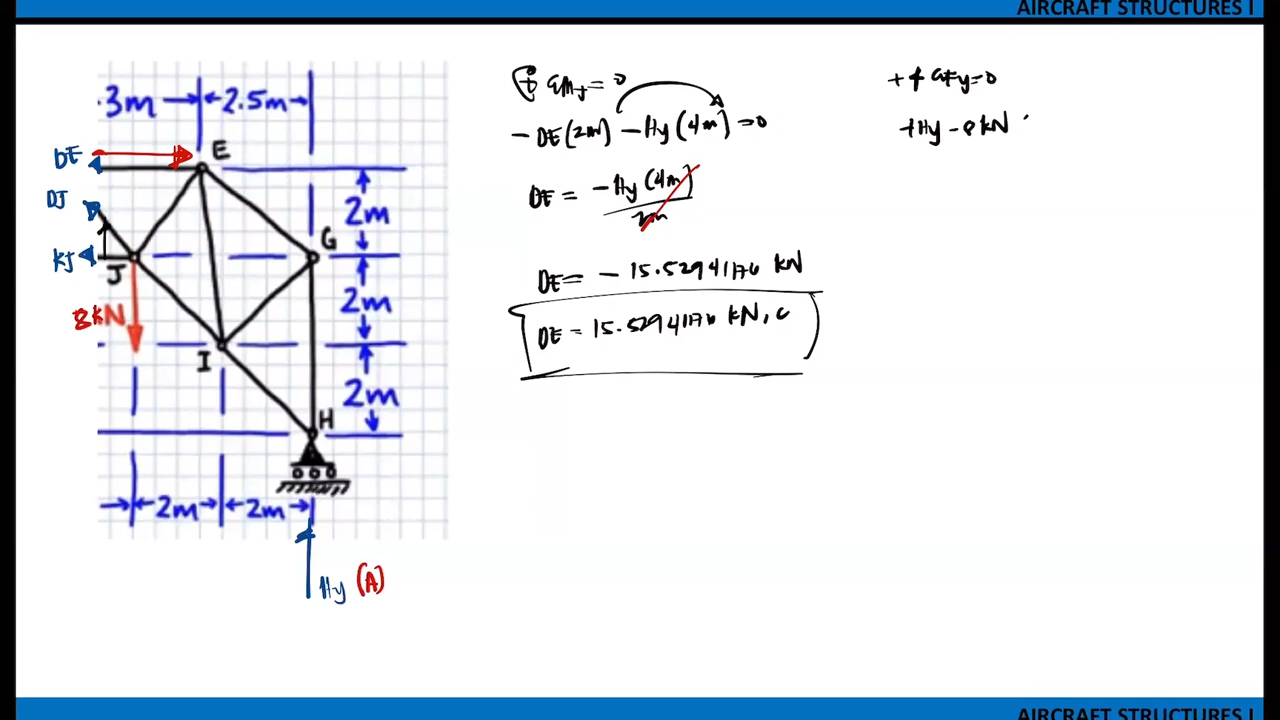 AIRCRAFT STRUCTURES I
3m 2.5m
DE E
DJ 2m
KJ J G
8kN 2m
I
2m
H
2m 2m
Hy (A)
+ΣMJ=0
-DE(2m) -Hy(4m)=0
DE = -Hy(4m)
2m
DE= - 15.5294176 kN
DE = 15.5294176 kN, C
+↑ΣFy=0
+Hy - 8kN
AIRCRAFT STRUCTURES I